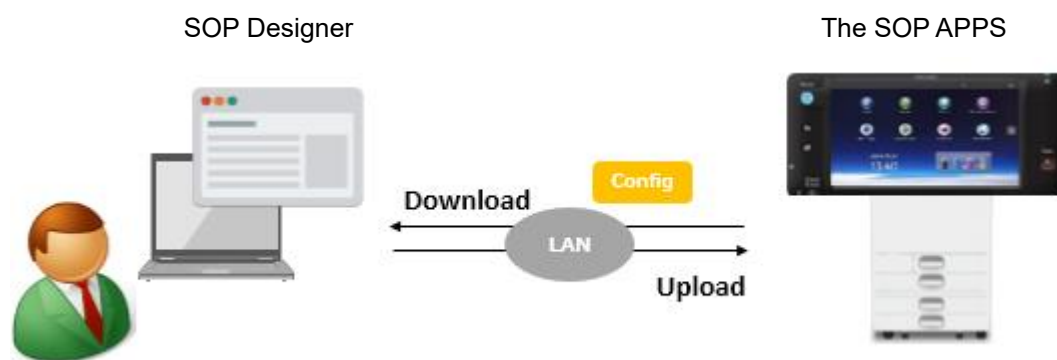 SOP Designer
The SOP APPS
Config
Download
LAN
Upload